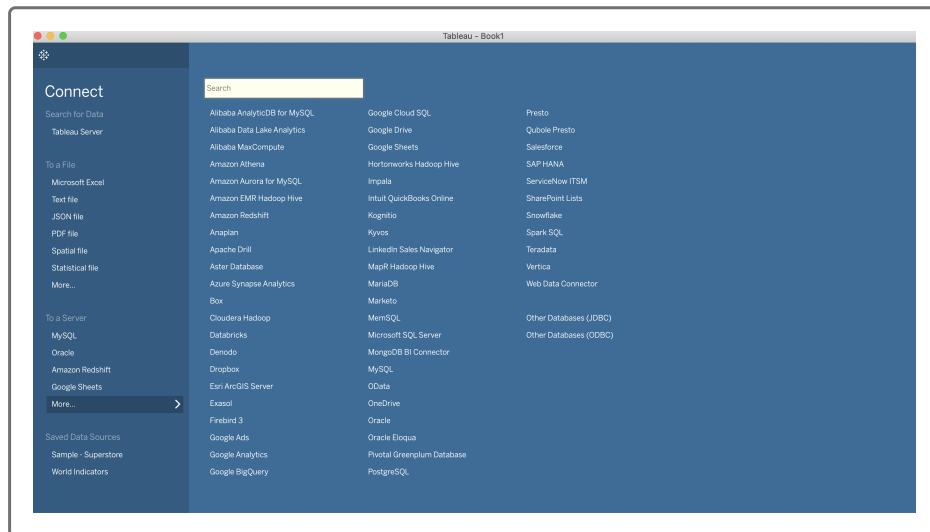 Tableau - Book1
Connect
Search for Data
Tableau Server
To a File
Microsoft Excel
Text file
JSON file
PDF file
Spatial file
Statistical file
More...
To a Server
MySQL
Oracle
Amazon Redshift
Google Sheets
More...
Saved Data Sources
Sample - Superstore
World Indicators
Search
Alibaba AnalyticDB for MySQL
Alibaba Data Lake Analytics
Alibaba MaxCompute
Amazon Athena
Amazon Aurora for MySQL
Amazon EMR Hadoop Hive
Amazon Redshift
Anaplan
Apache Drill
Aster Database
Azure Synapse Analytics
Box
Cloudera Hadoop
Databricks
Denodo
Dropbox
Esri ArcGIS Server
Exasol
Firebird 3
Google Ads
Google Analytics
Google BigQuery
Google Cloud SQL
Google Drive
Google Sheets
Hortonworks Hadoop Hive
Impala
Intuit QuickBooks Online
Kognitio
Kyvos
LinkedIn Sales Navigator
MapR Hadoop Hive
MariaDB
Marketo
MemSQL
Microsoft SQL Server
MongoDB BI Connector
MySQL
OData
OneDrive
Oracle
Oracle Eloqua
Pivotal Greenplum Database
PostgreSQL
Presto
Qubole Presto
Salesforce
SAP HANA
ServiceNow ITSM
SharePoint Lists
Snowflake
Spark SQL
Teradata
Vertica
Web Data Connector
Other Databases (JDBC)
Other Databases (ODBC)